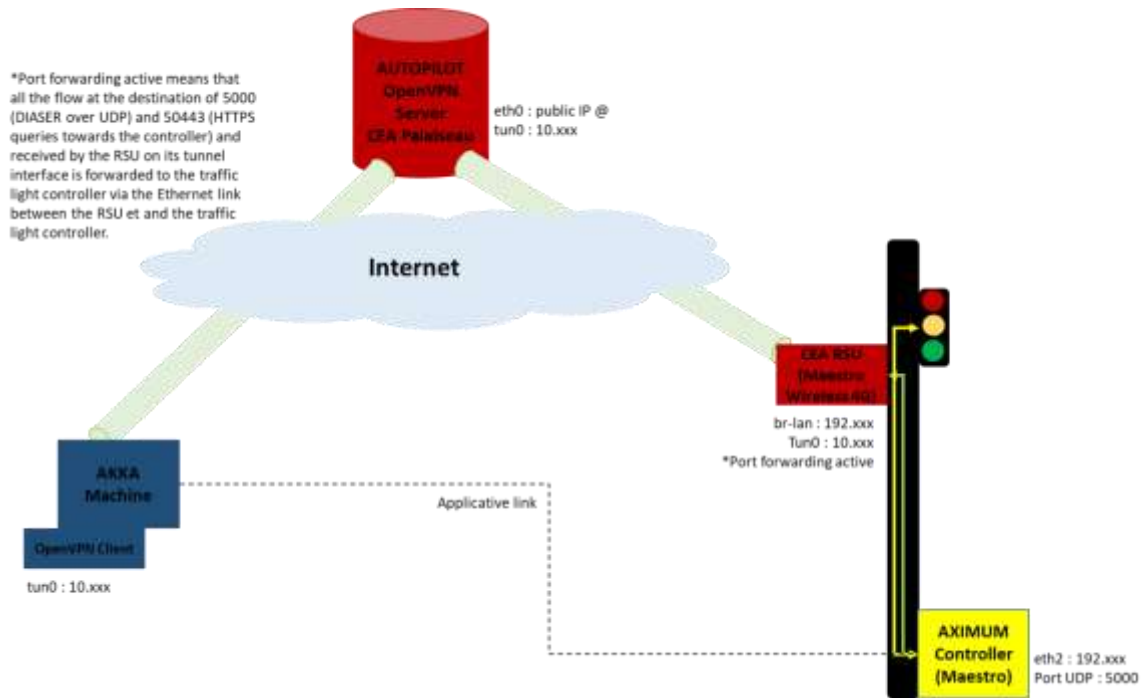 AUTOPILOT
OpenVPN
Server
CEA Palaiseau
eth0 : public IP @
tun0 : 10.xxx
*Port forwarding active means that
all the flow at the destination of 5000
(DIASER over UDP) and 50443 (HTTPS
queries towards the controller) and
received by the RSU on its tunnel
interface is forwarded to the traffic
light controller via the Ethernet link
between the RSU et and the traffic
light controller.
Internet
CEA RSU
(Maestro
Wireless 4G)
br-lan : 192.xxx
Tun0 : 10.xxx
*Port forwarding active
AKKA
Machine
OpenVPN Client
tun0 : 10.xxx
Applicative link
AXIMUM
Controller
(Maestro)
eth2 : 192.xxx
Port UDP : 5000